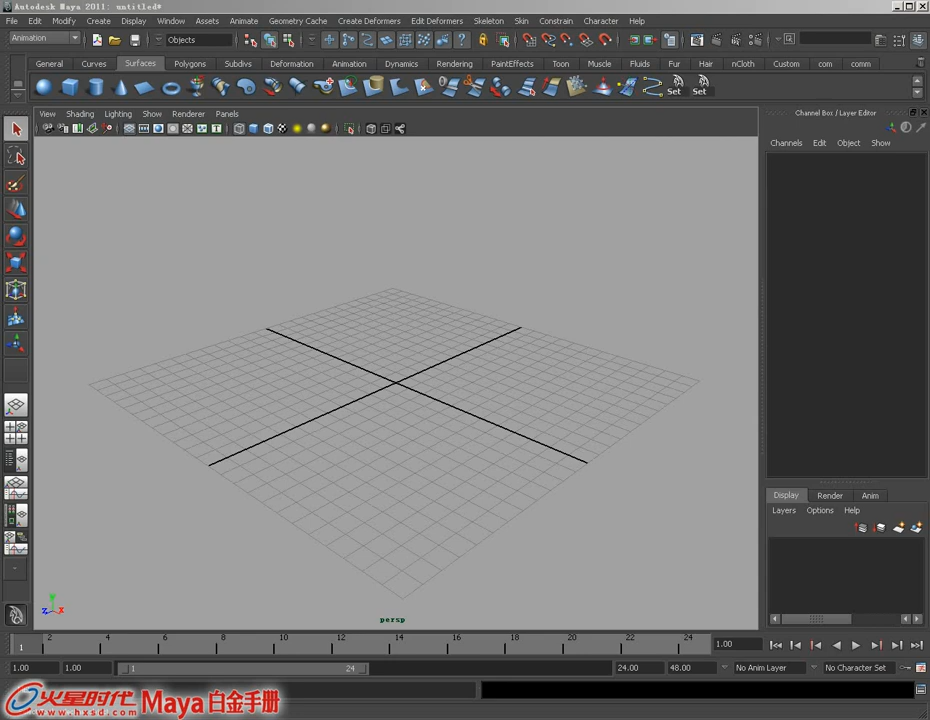 Autodesk Maya 2011: untitled*
File Edit Modify Create Display Window Assets Animate Geometry Cache Create Deformers Edit Deformers Skeleton Skin Constrain Character Help
Animation Objects
General Curves Surfaces Polygons Subdivs Deformation Animation Dynamics Rendering PaintEffects Toon Muscle Fluids Fur Hair nCloth Custom com comm
Set Set
View Shading Lighting Show Renderer Panels
Channel Box / Layer Editor
Channels Edit Object Show
Display Render Anim
Layers Options Help
y z x
persp
2 4 6 8 10 12 14 16 18 20 22 24
1 1.00
1.00 1.00 1 24 24.00 48.00 No Anim Layer No Character Set
火星时代 Maya 白金手册
www.hxsd.com